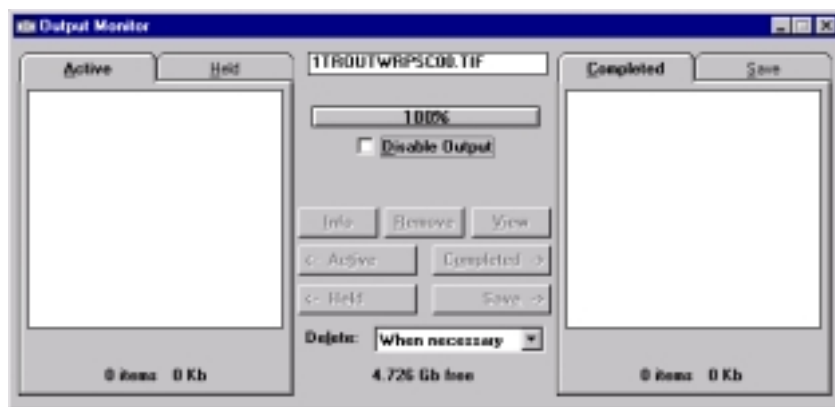 Output Monitor
Active
Held
1TROUTWRPSC00.TIF
Completed
Save
100%
Disable Output
Info
Remove
View
<- Active
Completed ->
<- Held
Save ->
Delete:
When necessary
0 items 0 Kb
4.726 Gb free
0 items 0 Kb